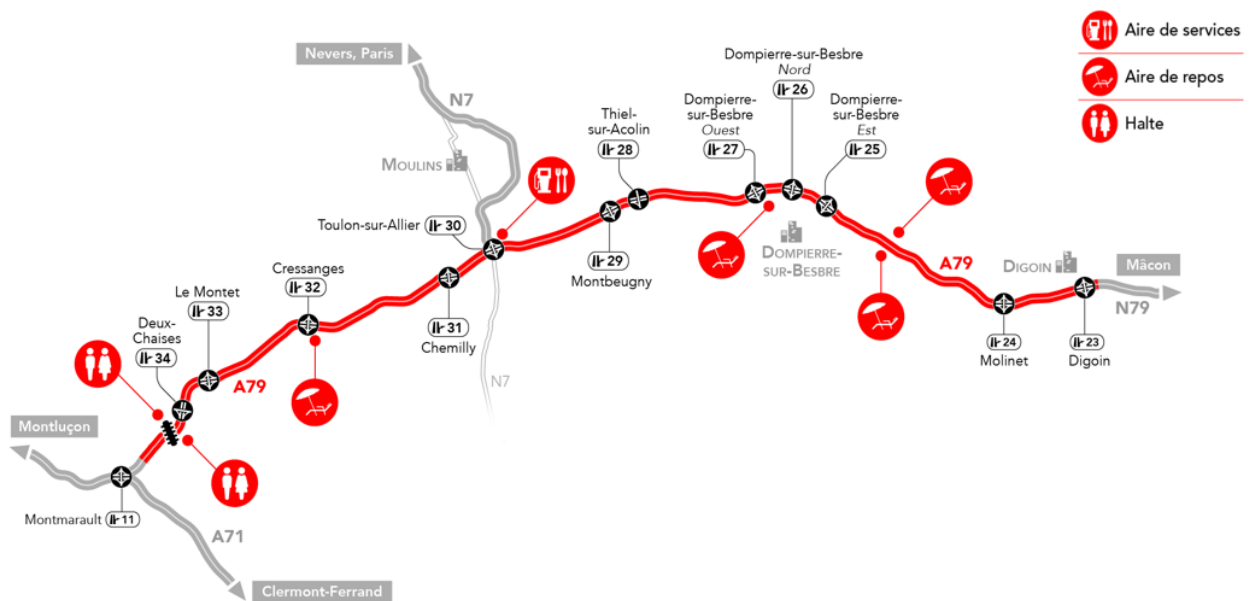 Aire de services
Aire de repos
Halte
Nevers, Paris
N7
MOULINS
Dompierre-sur-Besbre
Nord
26
Dompierre-
sur-Besbre
Ouest
27
Dompierre-
sur-Besbre
Est
25
Thiel-
sur-Acolin
28
Toulon-sur-Allier 30
29
Montbeugny
DOMPIERRE-
SUR-BESBRE
A79
DIGOIN
Mâcon
N79
Cressanges
32
Le Montet
33
Deux-
Chaises
34
31
Chemilly
24
Molinet
23
Digoin
N7
A79
Montluçon
Montmarault 11
A71
Clermont-Ferrand